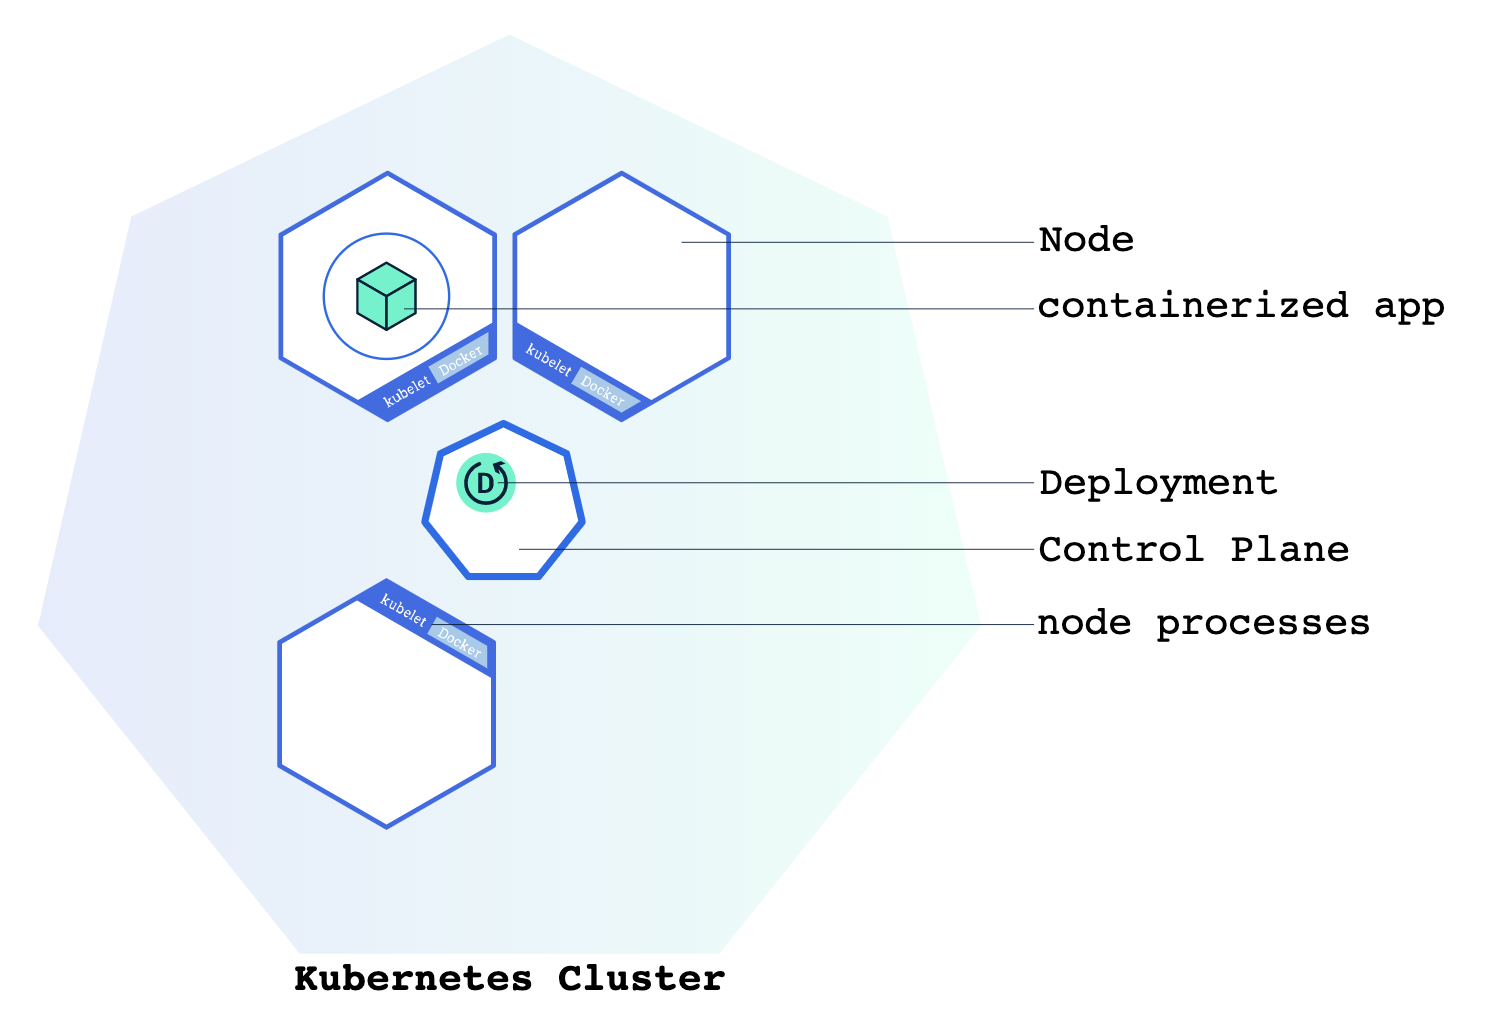 Node
containerized app
kubelet Docker
kubelet Docker
D
Deployment
Control Plane
kubelet Docker
node processes
Kubernetes Cluster